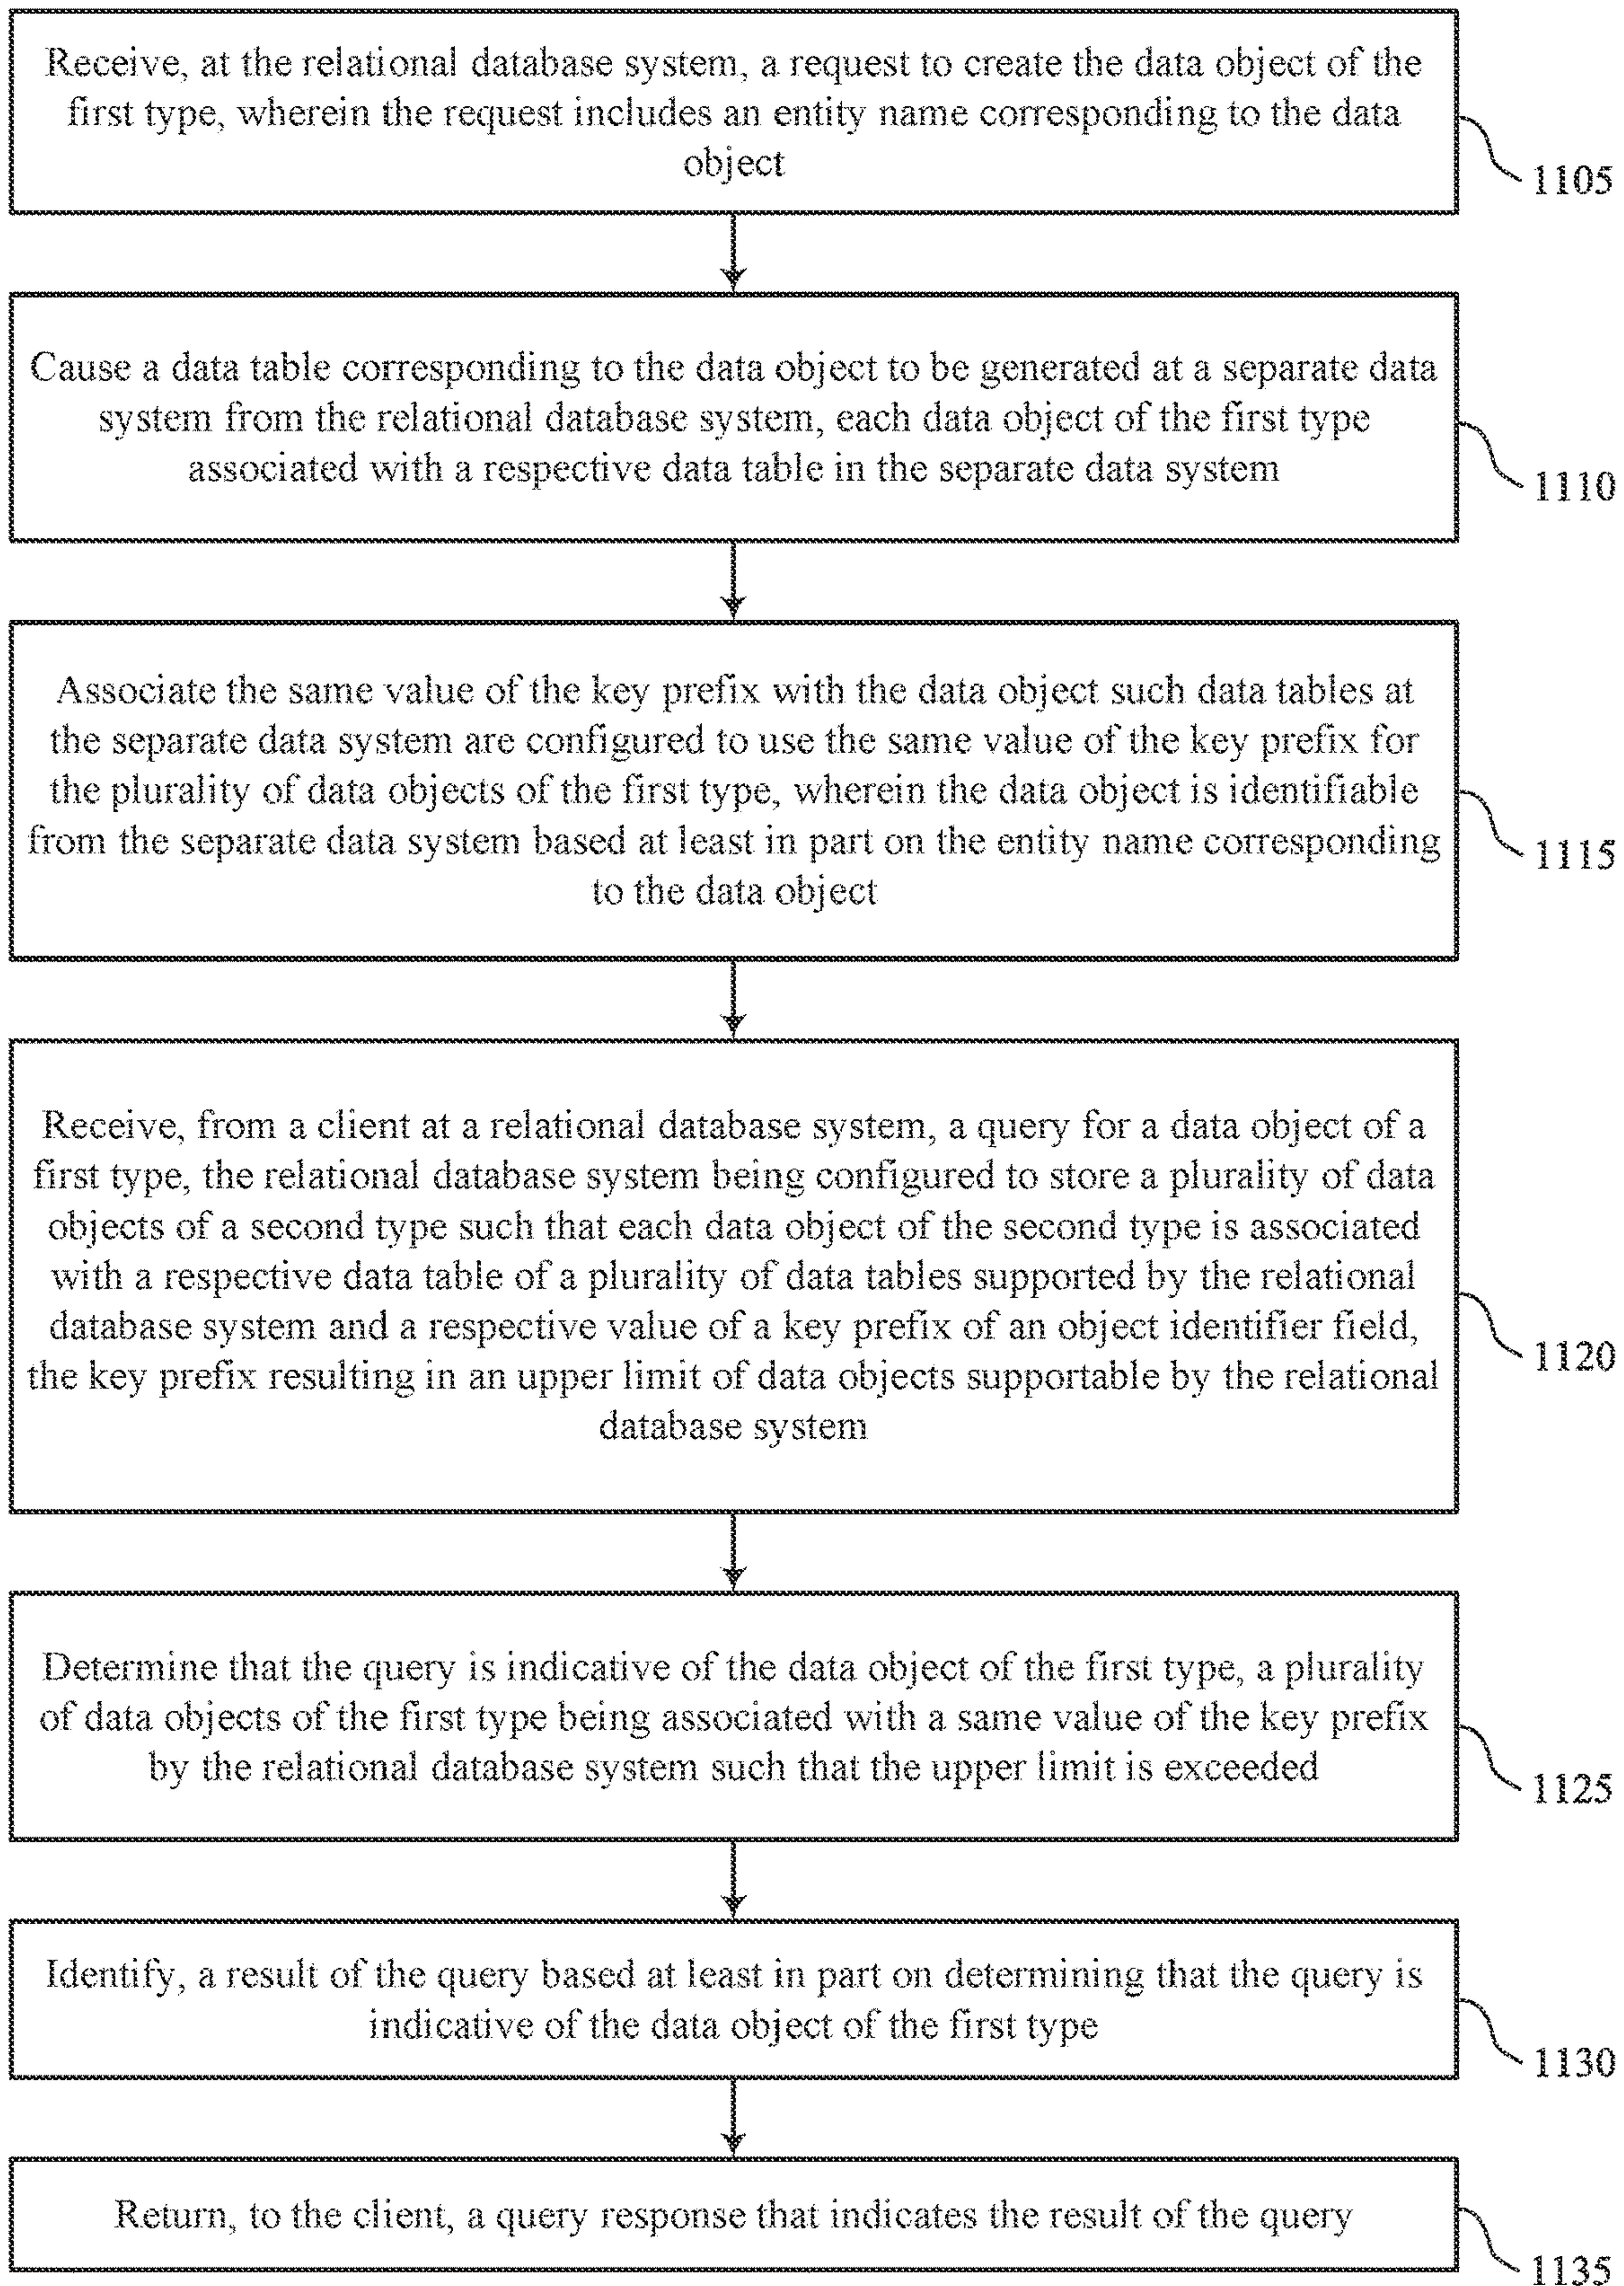 Receive, at the relational database system, a request to create the data object of the
first type, wherein the request includes an entity name corresponding to the data
object
1105
Cause a data table corresponding to the data object to be generated at a separate data
system from the relational database system, each data object of the first type
associated with a respective data table in the separate data system
1110
Associate the same value of the key prefix with the data object such data tables at
the separate data system are configured to use the same value of the key prefix for
the plurality of data objects of the first type, wherein the data object is identifiable
from the separate data system based at least in part on the entity name corresponding
to the data object
1115
Receive, from a client at a relational database system, a query for a data object of a
first type, the relational database system being configured to store a plurality of data
objects of a second type such that each data object of the second type is associated
with a respective data table of a plurality of data tables supported by the relational
database system and a respective value of a key prefix of an object identifier field,
the key prefix resulting in an upper limit of data objects supportable by the relational
database system
1120
Determine that the query is indicative of the data object of the first type, a plurality
of data objects of the first type being associated with a same value of the key prefix
by the relational database system such that the upper limit is exceeded
1125
Identify, a result of the query based at least in part on determining that the query is
indicative of the data object of the first type
1130
Return, to the client, a query response that indicates the result of the query
1135